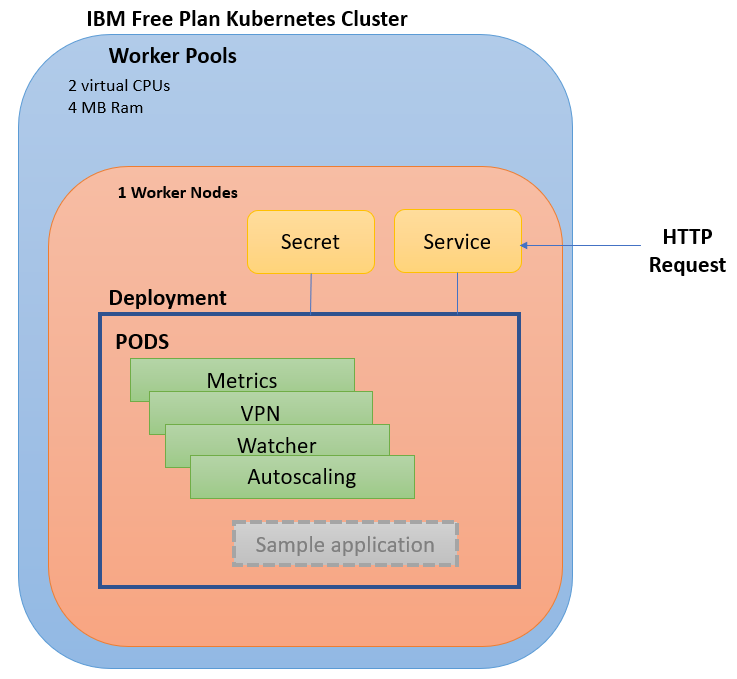 IBM Free Plan Kubernetes Cluster
Worker Pools
2 virtual CPUs
4 MB Ram
1 Worker Nodes
Secret
Service
HTTP
Request
Deployment
PODS
Metrics
VPN
Watcher
Autoscaling
Sample application